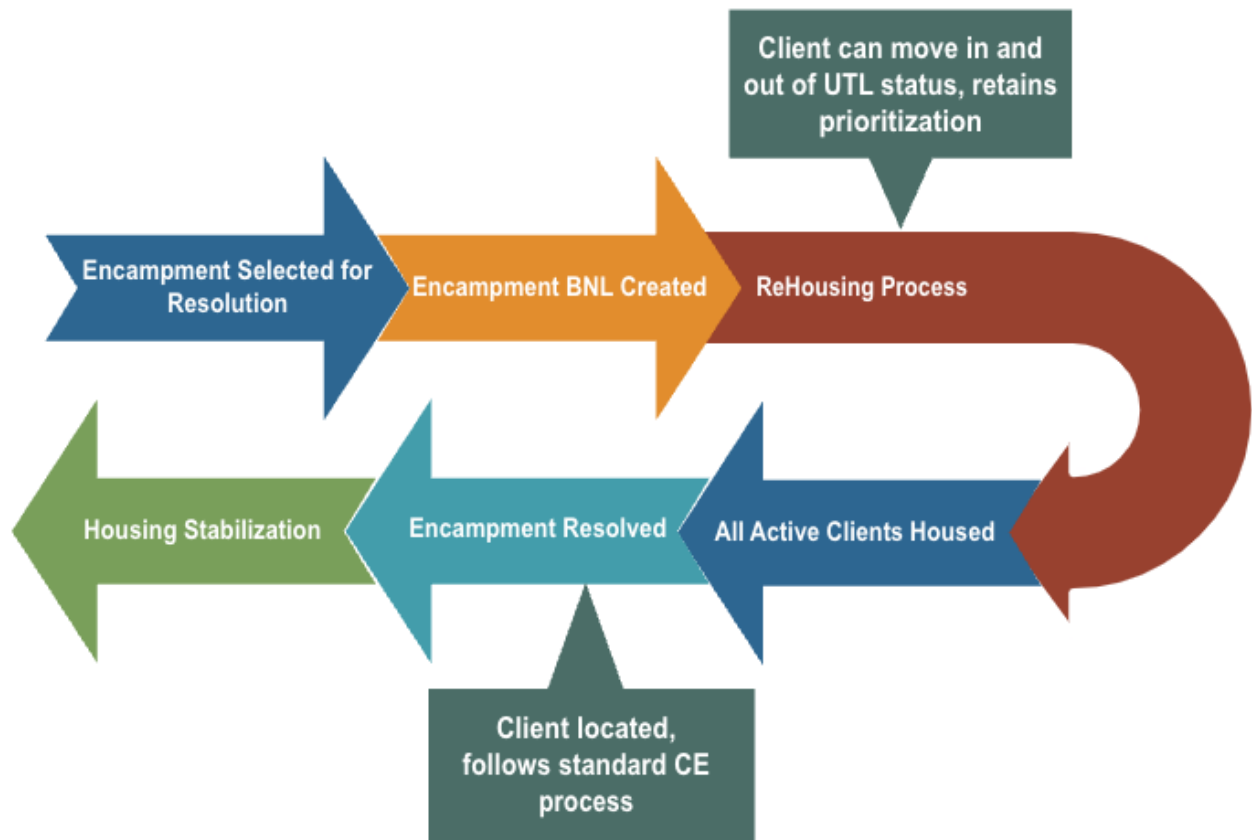 Client can move in and
out of UTL status, retains
prioritization
Encampment Selected for
Resolution
Encampment BNL Created
ReHousing Process
All Active Clients Housed
Encampment Resolved
Housing Stabilization
Client located,
follows standard CE
process